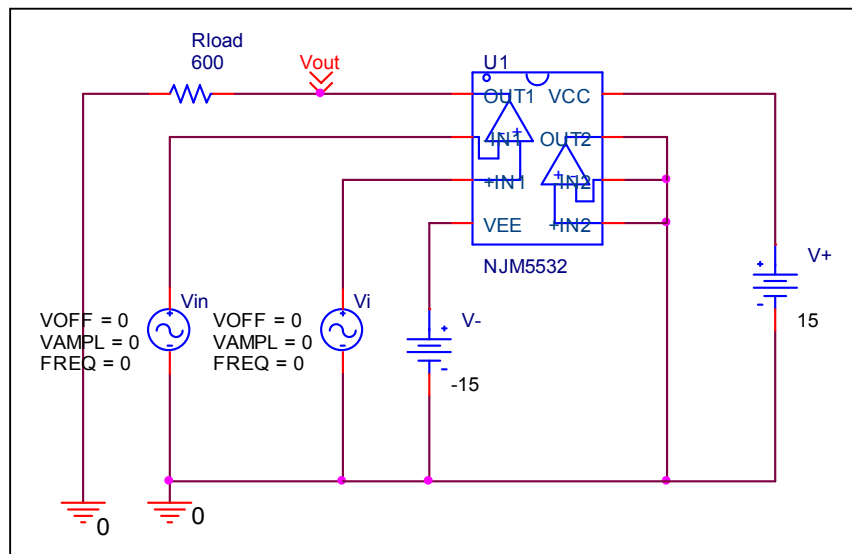 Rload
600
Vout
U1
OUT1
VCC
-IN1
OUT2
+IN1
-IN2
VEE
+IN2
NJM5532
Vin
VOFF = 0
VAMPL = 0
FREQ = 0
Vi
VOFF = 0
VAMPL = 0
FREQ = 0
V-
-15
V+
15
0
0